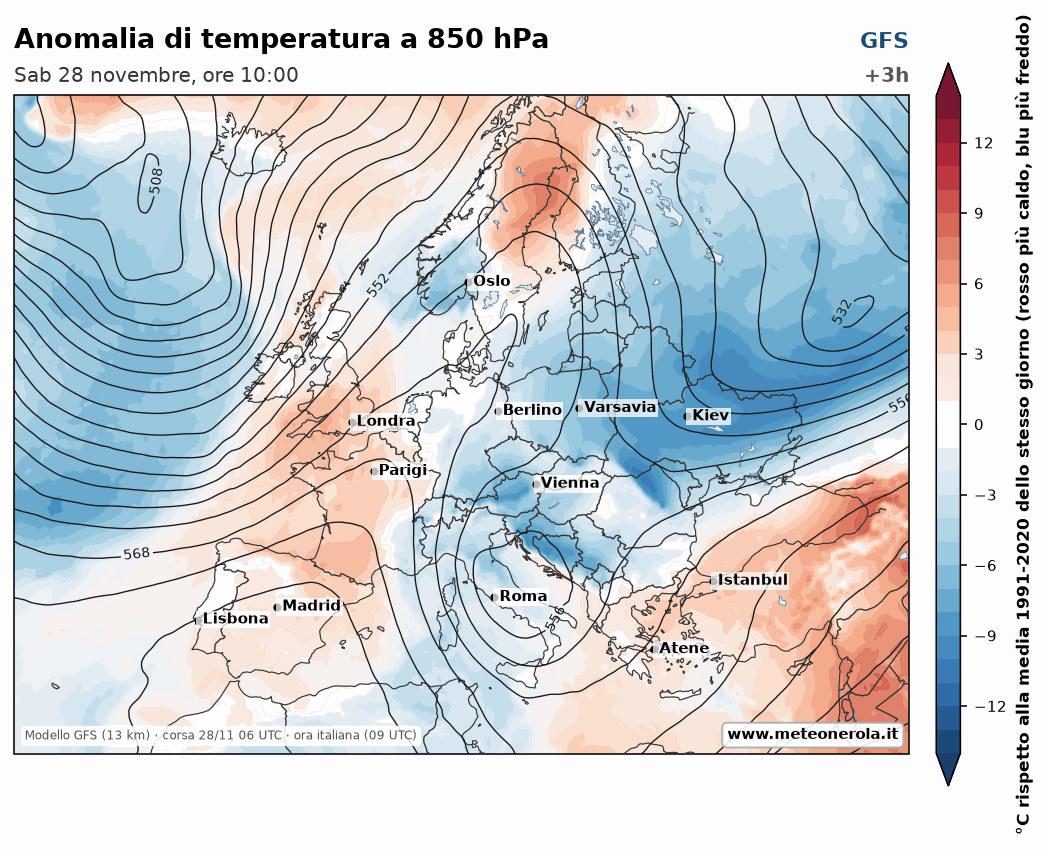 Anomalia di temperatura a 850 hPa
GFS
Sab 28 novembre, ore 10:00
+3h
508
552
532
556
568
556
Oslo
Berlino
Varsavia
Kiev
Londra
Parigi
Vienna
Istanbul
Roma
Madrid
Lisbona
Atene
Modello GFS (13 km) · corsa 28/11 06 UTC · ora italiana (09 UTC)
www.meteonerola.it
12
9
6
3
0
−3
−6
−9
−12
°C rispetto alla media 1991-2020 dello stesso giorno (rosso più caldo, blu più freddo)